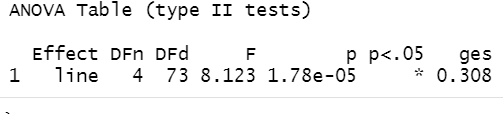 ANOVA Table (type II tests)
Effect DFn DFd F p p<.05 ges
1 line 4 73 8.123 1.78e-05 * 0.308